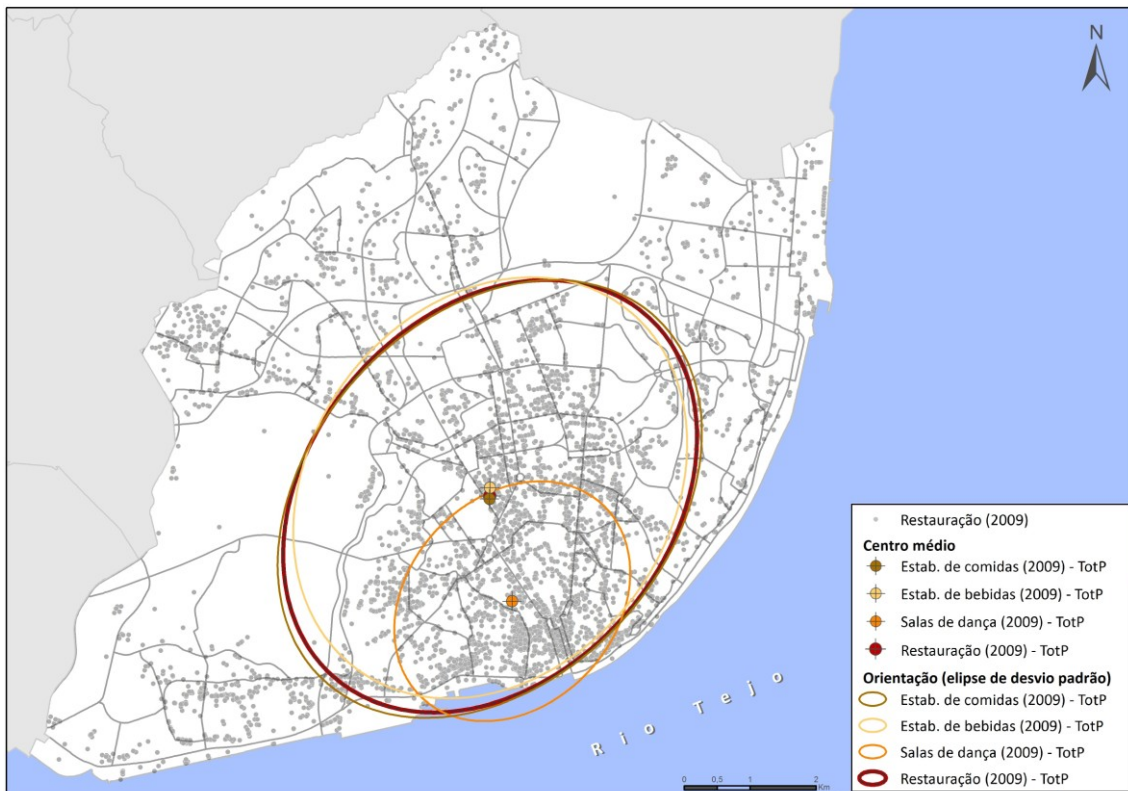 N
Rio Tejo
0 0,5 1 2
Km
Restauração (2009)
Centro médio
Estab. de comidas (2009) - TotP
Estab. de bebidas (2009) - TotP
Salas de dança (2009) - TotP
Restauração (2009) - TotP
Orientação (elipse de desvio padrão)
Estab. de comidas (2009) - TotP
Estab. de bebidas (2009) - TotP
Salas de dança (2009) - TotP
Restauração (2009) - TotP